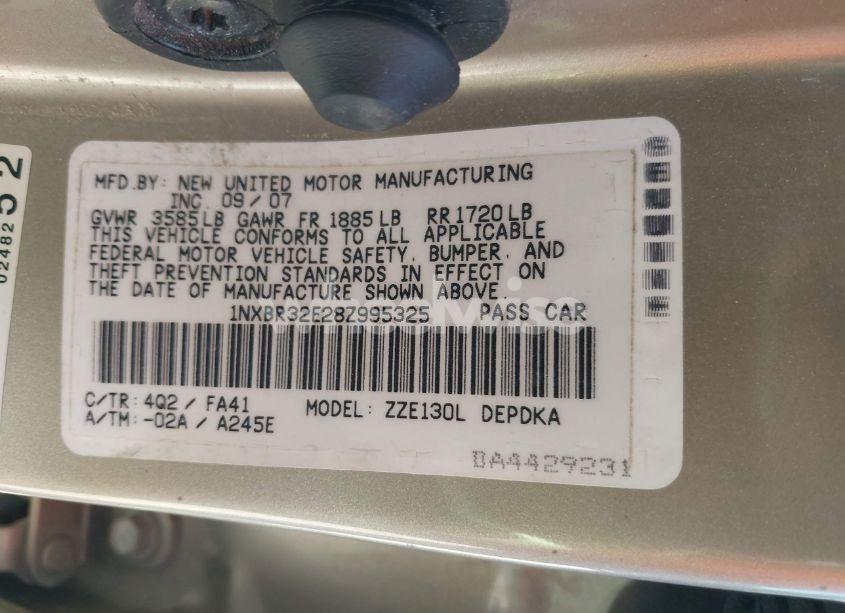 MFD.BY: NEW UNITED MOTOR MANUFACTURING
INC. 09/07
GVWR 3585LB GAWR FR 1885LB RR1720LB
THIS VEHICLE CONFORMS TO ALL APPLICABLE
FEDERAL MOTOR VEHICLE SAFETY, BUMPER, AND
THEFT PREVENTION STANDARDS IN EFFECT ON
THE DATE OF MANUFACTURE SHOWN ABOVE.
1NXBR32E28Z995325 PASS CAR
C/TR: 4Q2 / FA41 MODEL: ZZE130L DEPDKA
A/TM: -02A / A245E
DA4429231
02482
52